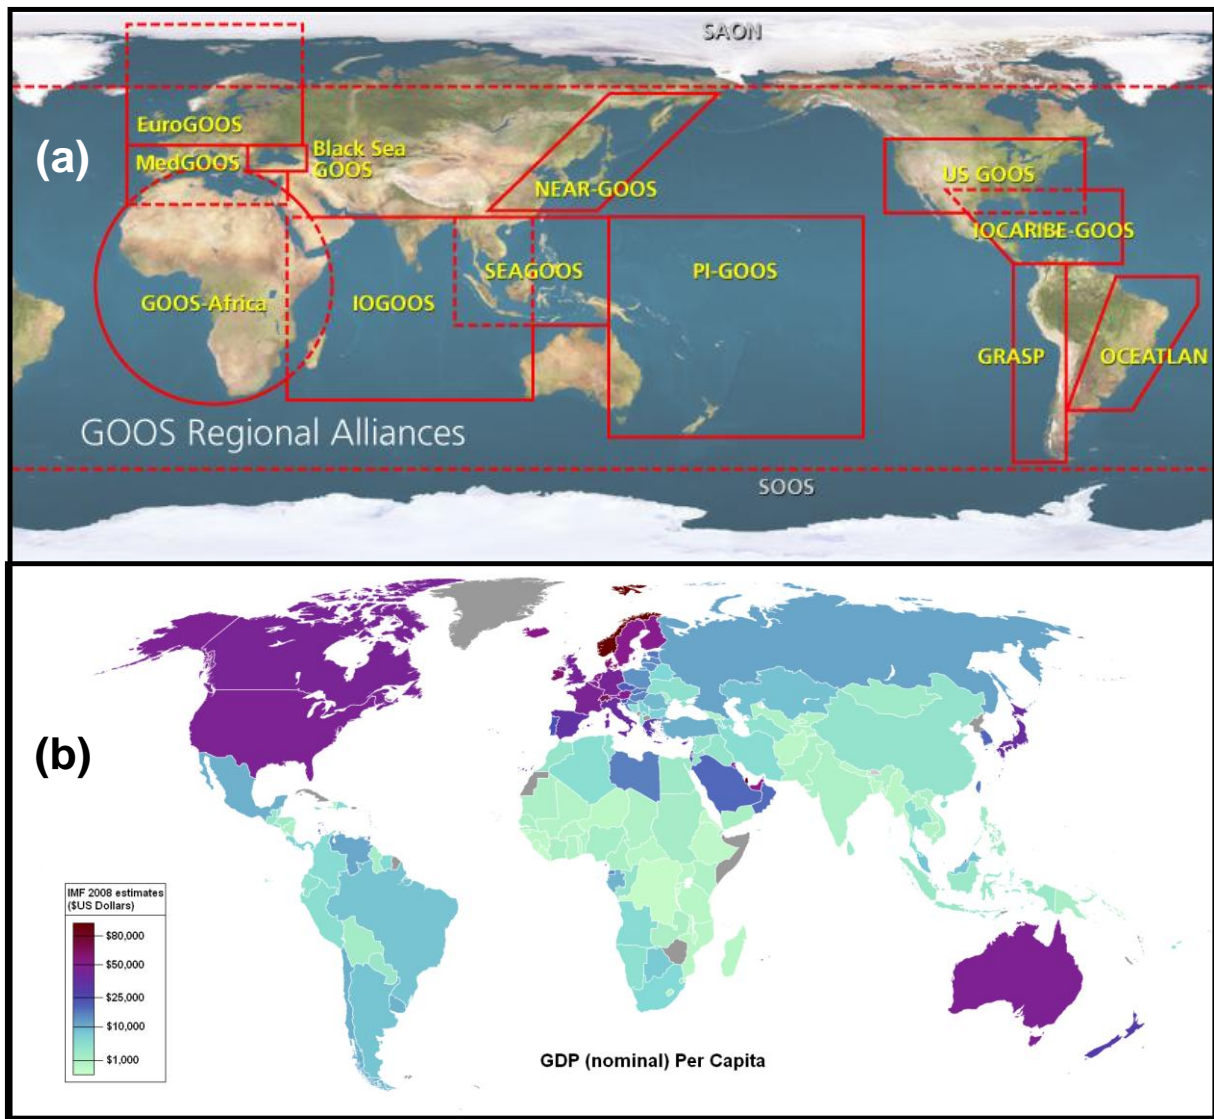 SAON
EuroGOOS
(a)
MedGOOS
Black Sea
GOOS
NEAR-GOOS
US GOOS
IOCARIBE-GOOS
GOOS-Africa
IOGOOS
SEAGOOS
PI-GOOS
GRASP
OCEATLAN
GOOS Regional Alliances
SOOS
(b)
IMF 2008 estimates
($US Dollars)
$80,000
$50,000
$25,000
$10,000
$1,000
GDP (nominal) Per Capita